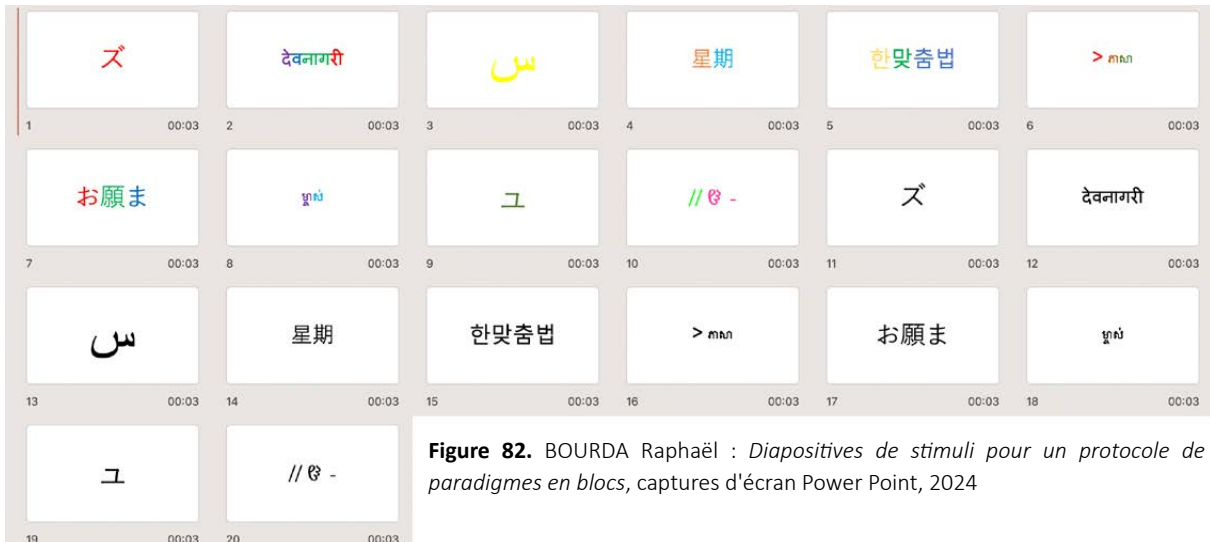 ズ देवनागरी س 星期 한맞춤법 > ភាសា
1 00:03 2 00:03 3 00:03 4 00:03 5 00:03 6 00:03
お願ま ユ
7 00:03 8 00:03 9 00:03 10 00:03 11 00:03 12 00:03
ズ देवनागरी
س 星期 한맞춤법 > ភាសា お願ま
13 00:03 14 00:03 15 00:03 16 00:03 17 00:03 18 00:03
ユ
19 00:03 20 00:03
Figure 82. BOURDA Raphaël : Diapositives de stimuli pour un protocole de
paradigmes en blocs, captures d'écran Power Point, 2024